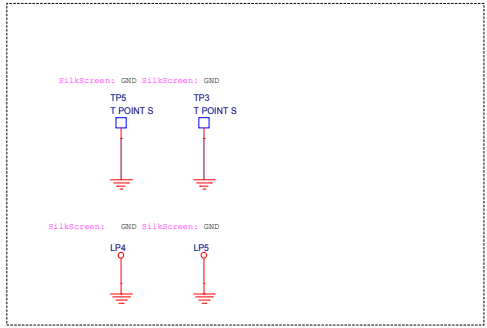 SilkScreen: GND SilkScreen: GND
TP5 TP3
T POINT S T POINT S
SilkScreen: GND SilkScreen: GND
LP4 LP5